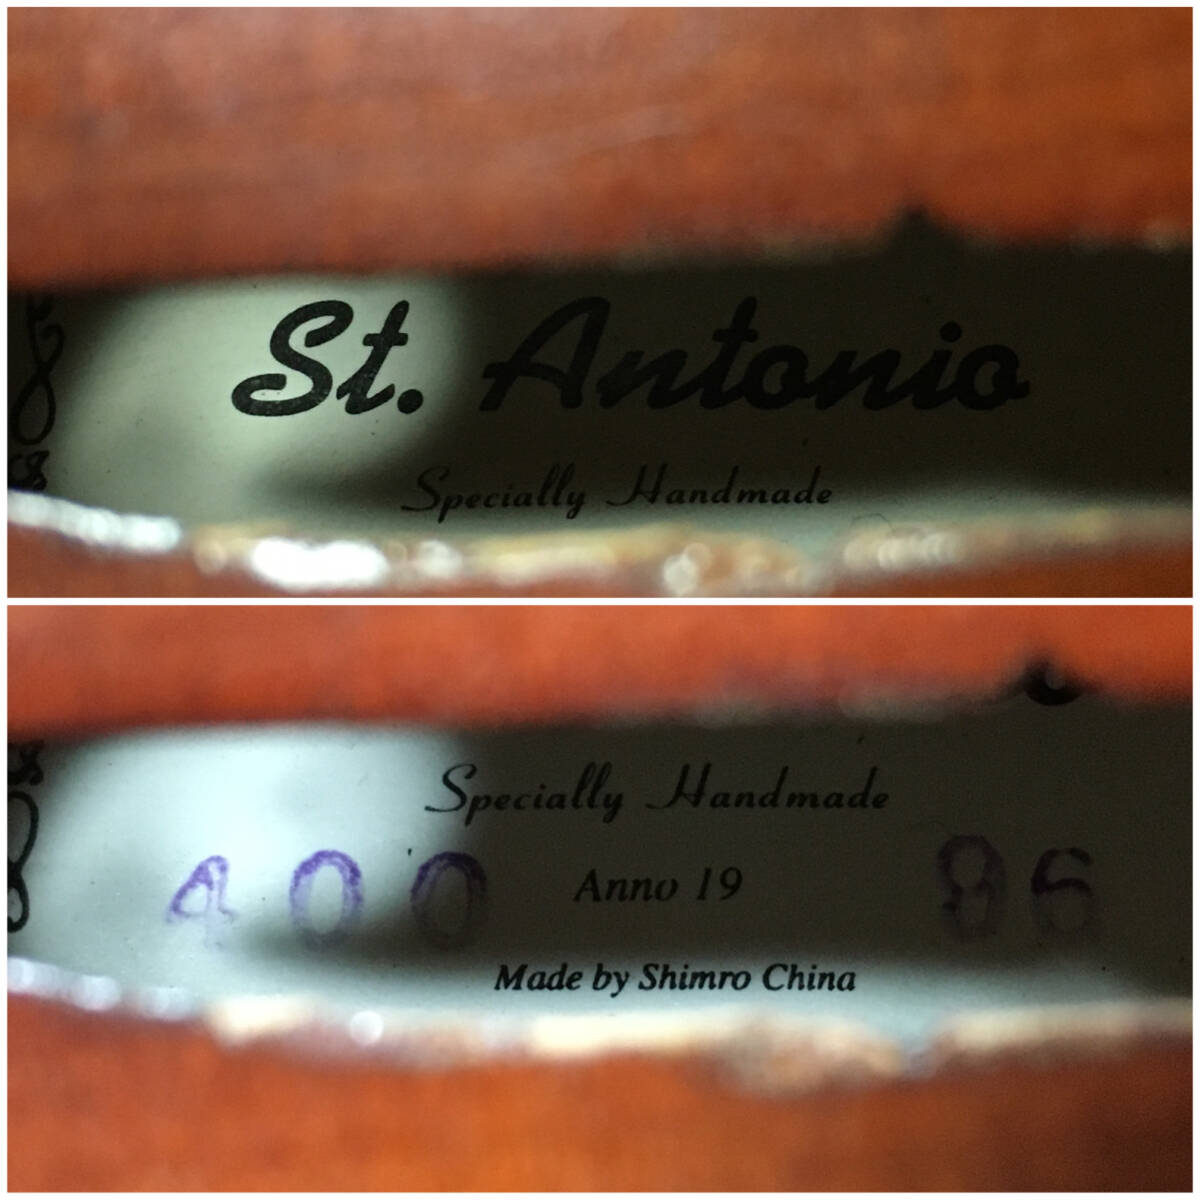 St. Antonio
Specially Handmade
Specially Handmade
400 Anno 19 96
Made by Shimro China